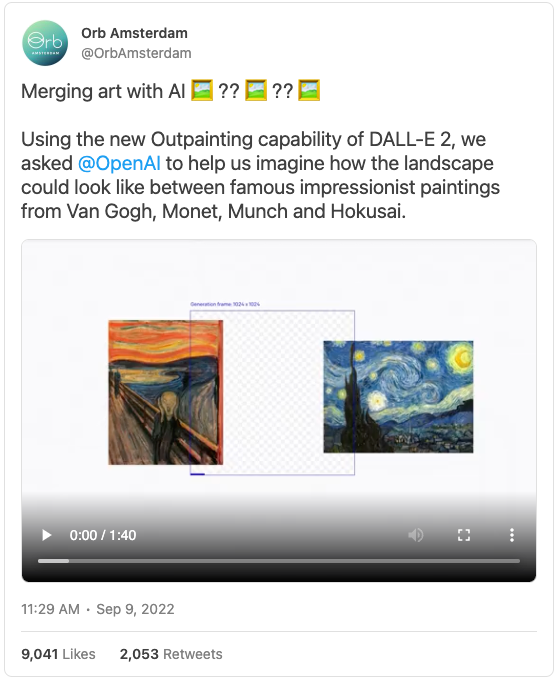 Orb
AMSTERDAM
Orb Amsterdam
@OrbAmsterdam
Merging art with AI 🖼️ ?? 🖼️ ?? 🖼️
Using the new Outpainting capability of DALL-E 2, we
asked @OpenAI to help us imagine how the landscape
could look like between famous impressionist paintings
from Van Gogh, Monet, Munch and Hokusai.
Generation frame: 1024 x 1024
0:00 / 1:40
11:29 AM · Sep 9, 2022
9,041 Likes 2,053 Retweets